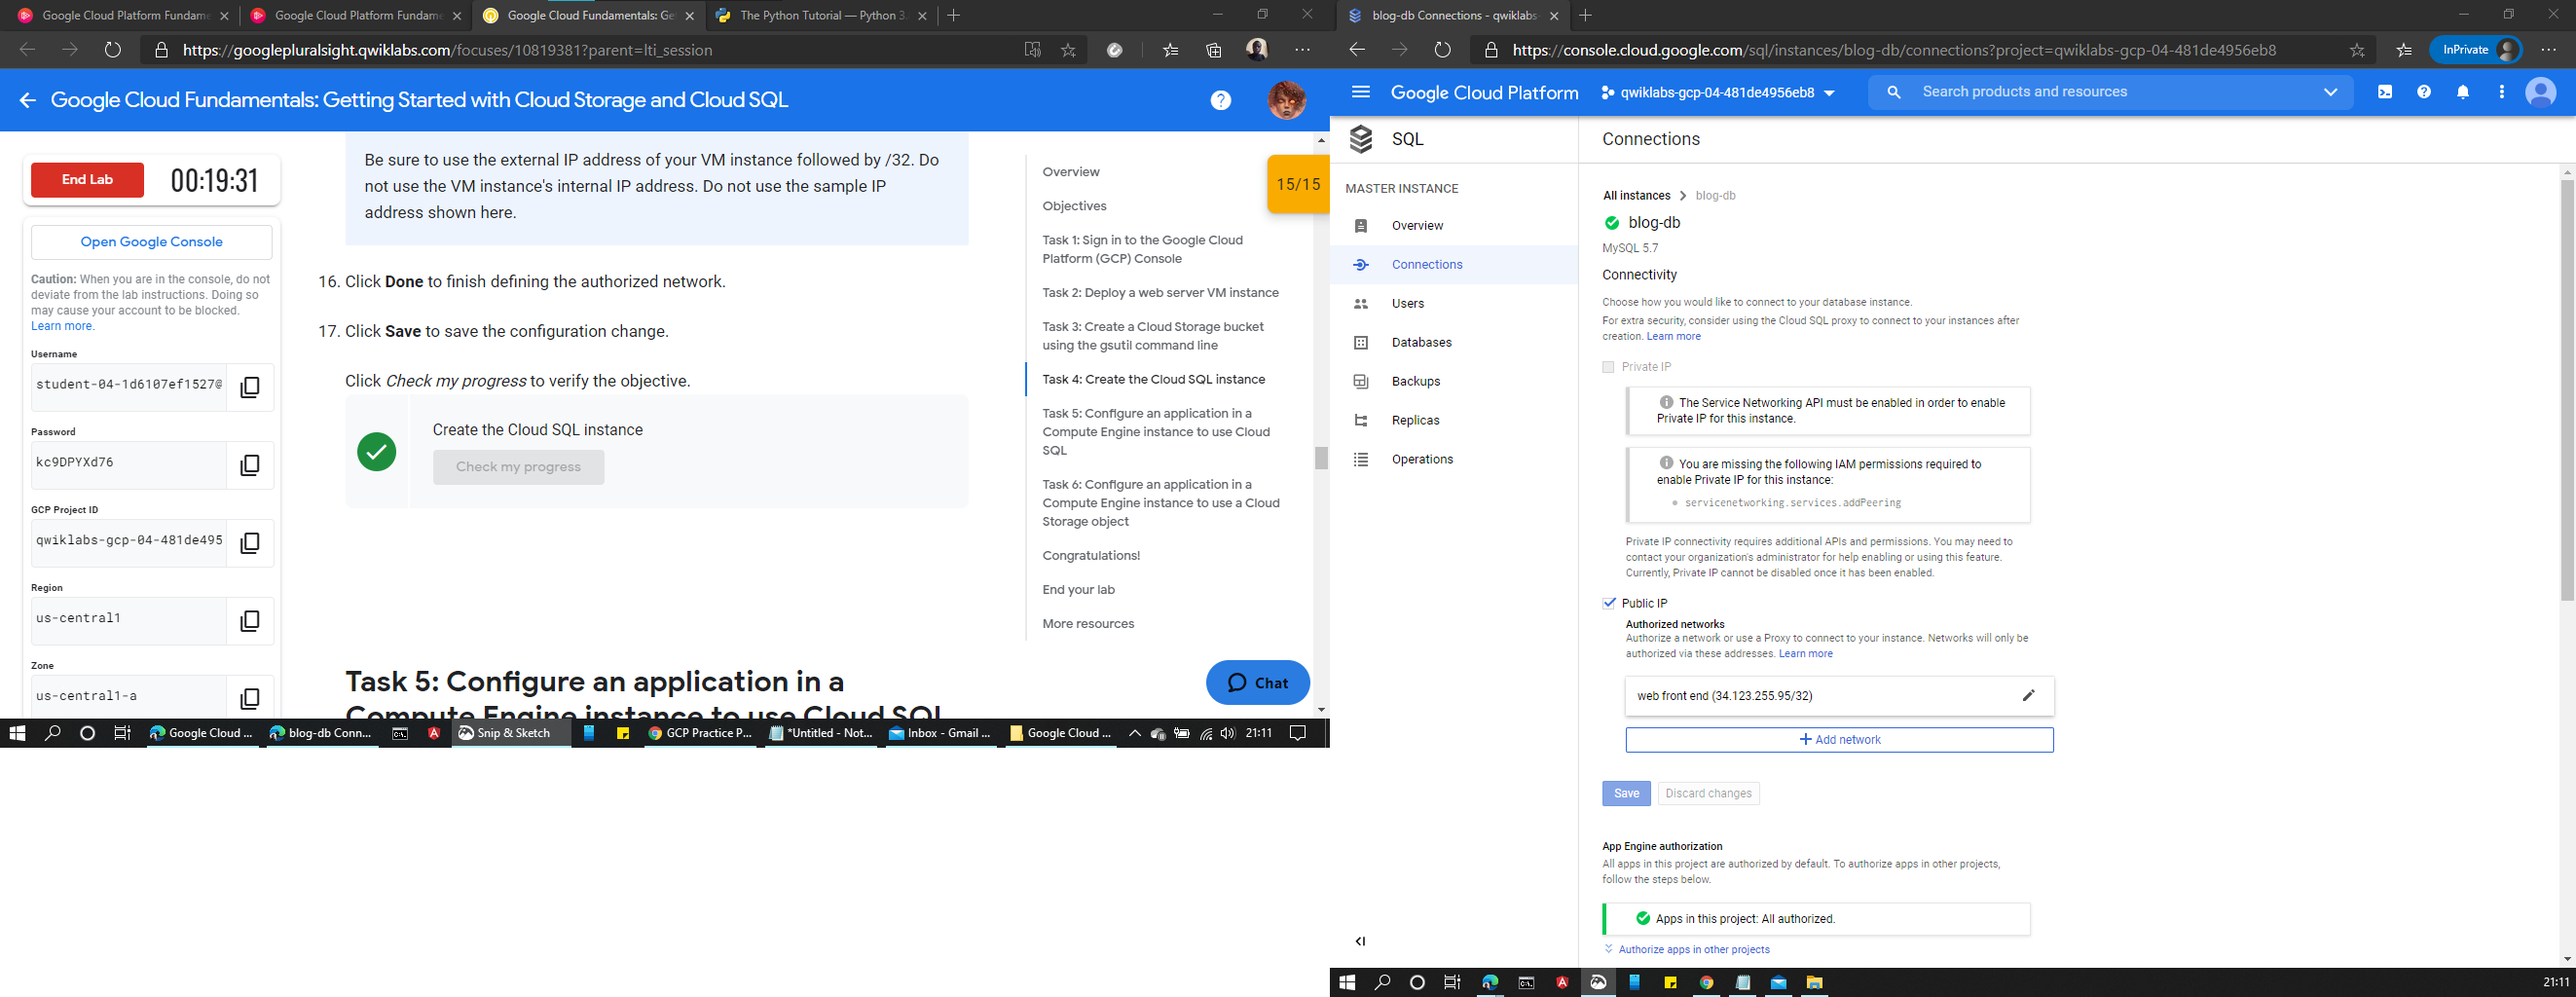 Google Cloud Platform Fundame
Google Cloud Platform Fundame
Google Cloud Fundamentals: Ge
The Python Tutorial — Python 3.
https://googlepluralsight.qwiklabs.com/focuses/10819381?parent=lti_session
Google Cloud Fundamentals: Getting Started with Cloud Storage and Cloud SQL
End Lab
00:19:31
Open Google Console
Caution: When you are in the console, do not
deviate from the lab instructions. Doing so
may cause your account to be blocked.
Learn more.
Username
student-04-1d6107ef1527@
Password
kc9DPYXd76
GCP Project ID
qwiklabs-gcp-04-481de495
Region
us-central1
Zone
us-central1-a
Be sure to use the external IP address of your VM instance followed by /32. Do
not use the VM instance's internal IP address. Do not use the sample IP
address shown here.
16. Click Done to finish defining the authorized network.
17. Click Save to save the configuration change.
Click Check my progress to verify the objective.
Create the Cloud SQL instance
Check my progress
Task 5: Configure an application in a
Compute Engine instance to use Cloud SQL
15/15
Overview
Objectives
Task 1: Sign in to the Google Cloud
Platform (GCP) Console
Task 2: Deploy a web server VM instance
Task 3: Create a Cloud Storage bucket
using the gsutil command line
Task 4: Create the Cloud SQL instance
Task 5: Configure an application in a
Compute Engine instance to use Cloud
SQL
Task 6: Configure an application in a
Compute Engine instance to use a Cloud
Storage object
Congratulations!
End your lab
More resources
Chat
Google Cloud ...
blog-db Conn...
Snip & Sketch
GCP Practice P...
*Untitled - Not...
Inbox - Gmail ...
Google Cloud ...
21:11
blog-db Connections - qwiklabs
https://console.cloud.google.com/sql/instances/blog-db/connections?project=qwiklabs-gcp-04-481de4956eb8
InPrivate
Google Cloud Platform
qwiklabs-gcp-04-481de4956eb8
Search products and resources
SQL
Connections
MASTER INSTANCE
Overview
Connections
Users
Databases
Backups
Replicas
Operations
All instances
blog-db
blog-db
MySQL 5.7
Connectivity
Choose how you would like to connect to your database instance.
For extra security, consider using the Cloud SQL proxy to connect to your instances after
creation. Learn more
Private IP
The Service Networking API must be enabled in order to enable
Private IP for this instance.
You are missing the following IAM permissions required to
enable Private IP for this instance:
• servicenetworking.services.addPeering
Private IP connectivity requires additional APIs and permissions. You may need to
contact your organization's administrator for help enabling or using this feature.
Currently, Private IP cannot be disabled once it has been enabled.
Public IP
Authorized networks
Authorize a network or use a Proxy to connect to your instance. Networks will only be
authorized via these addresses. Learn more
web front end (34.123.255.95/32)
+ Add network
Save
Discard changes
App Engine authorization
All apps in this project are authorized by default. To authorize apps in other projects,
follow the steps below.
Apps in this project: All authorized.
Authorize apps in other projects
21:11